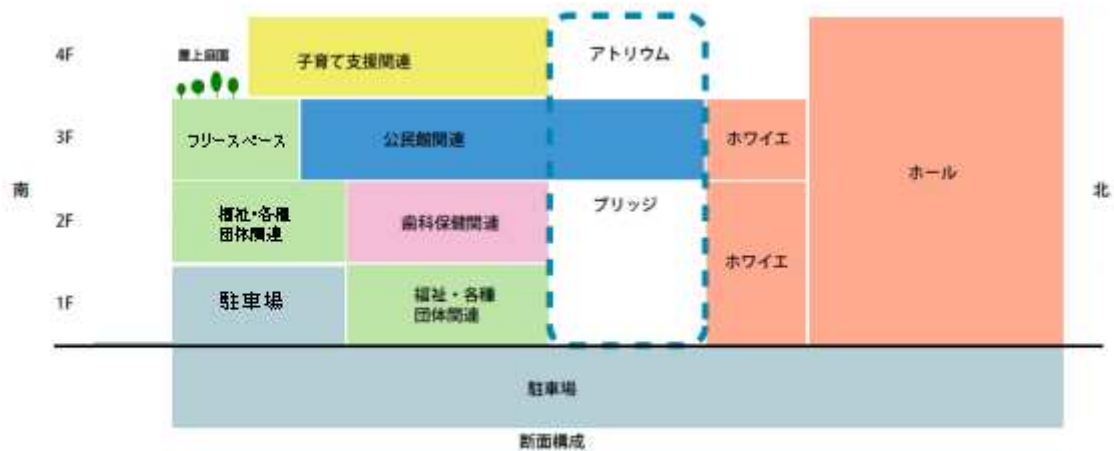 4F
屋上庭園
子育て支援関連
アトリウム
3F
フリースペース
公民館関連
ホワイエ
ホール
南
北
2F
福祉・各種
団体関連
歯科保健関連
ブリッジ
ホワイエ
1F
駐車場
福祉・各種
団体関連
駐車場
断面構成